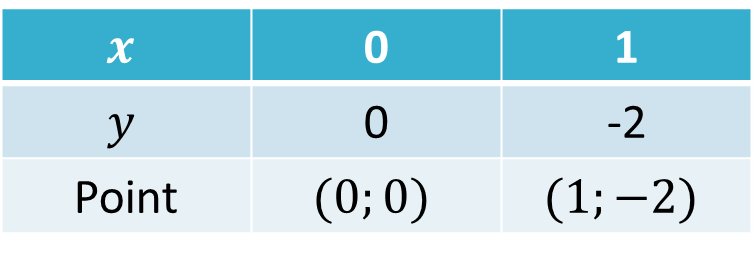 x 0 1
y 0 -2
Point (0; 0) (1; −2)